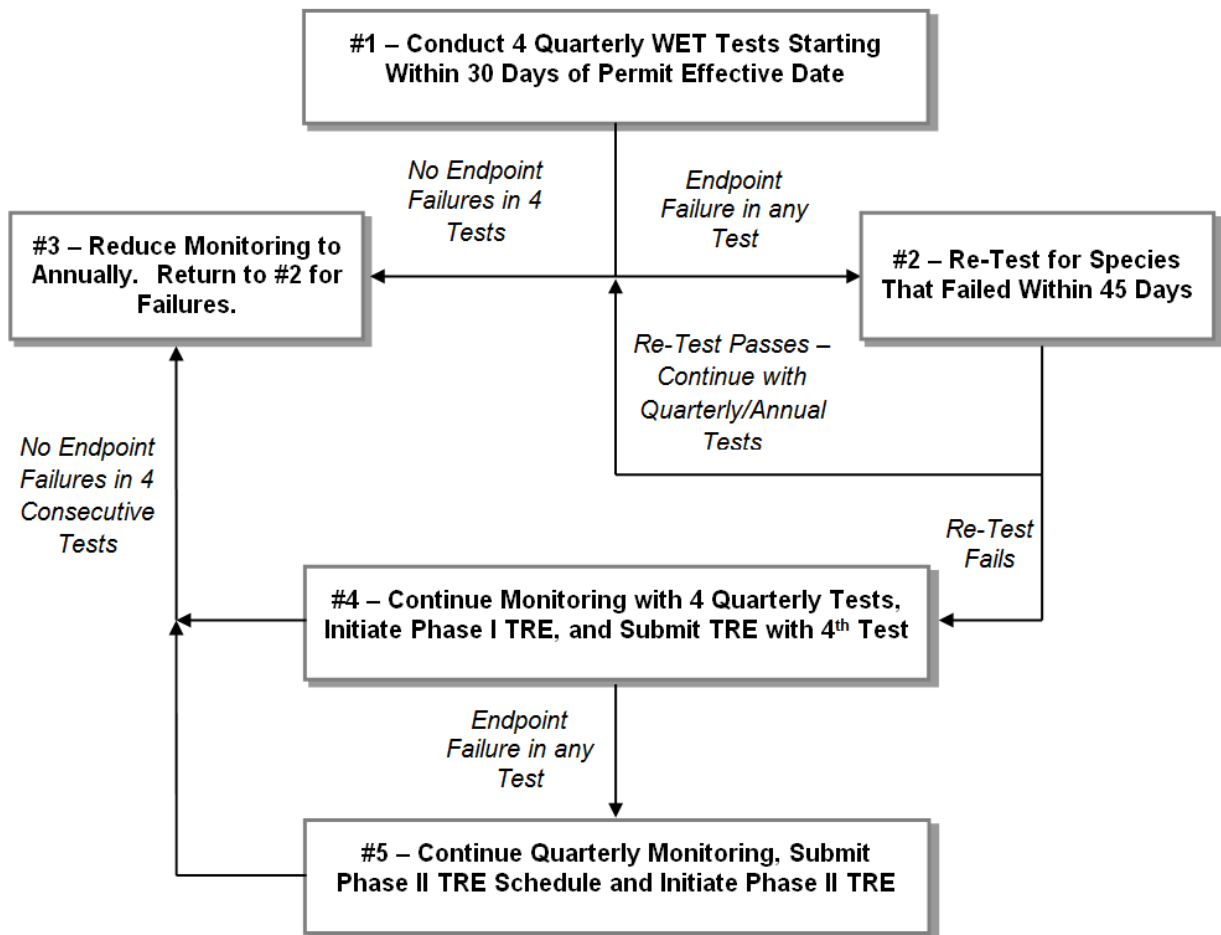 #1 – Conduct 4 Quarterly WET Tests Starting
Within 30 Days of Permit Effective Date
No Endpoint
Failures in 4
Tests
Endpoint
Failure in any
Test
#3 – Reduce Monitoring to
Annually.   Return to #2 for
Failures.
#2 – Re-Test for Species
That Failed Within 45 Days
Re-Test Passes –
Continue with
Quarterly/Annual
Tests
No Endpoint
Failures in 4
Consecutive
Tests
Re-Test
Fails
#4 – Continue Monitoring with 4 Quarterly Tests,
Initiate Phase I TRE, and Submit TRE with 4th Test
Endpoint
Failure in any
Test
#5 – Continue Quarterly Monitoring, Submit
Phase II TRE Schedule and Initiate Phase II TRE